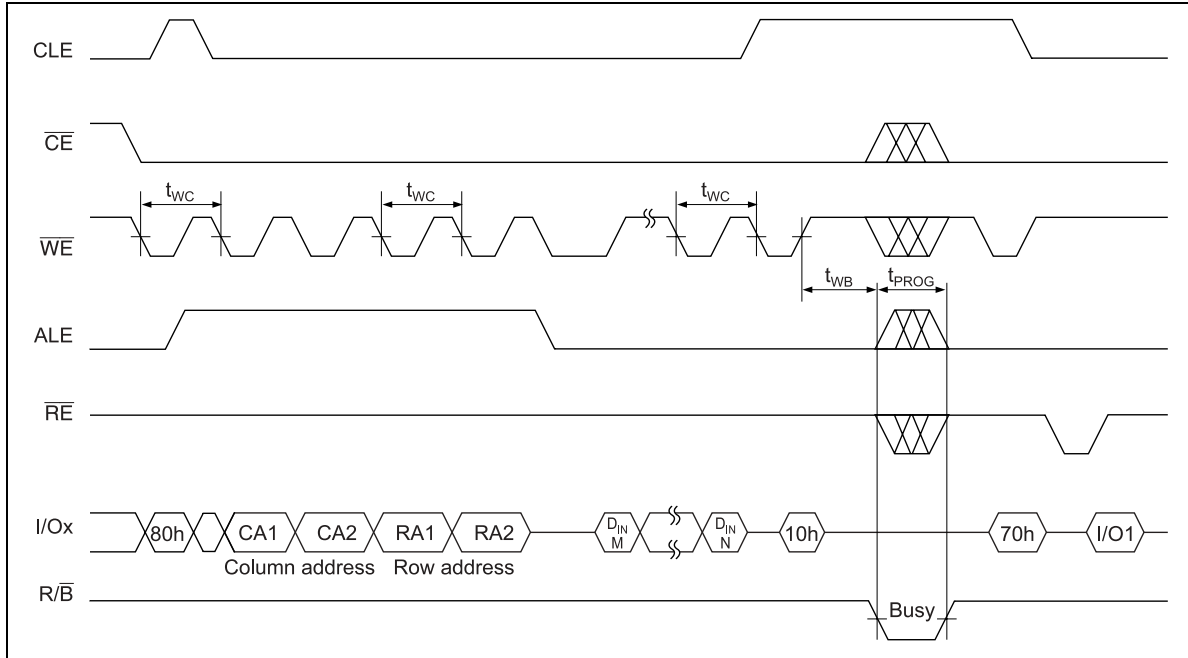 CLE
CE
tWC tWC tWC
WE
tWB tPROG
ALE
RE
I/Ox 80h CA1 CA2 RA1 RA2 DIN M DIN N 10h 70h I/O1
Column address Row address
R/B Busy